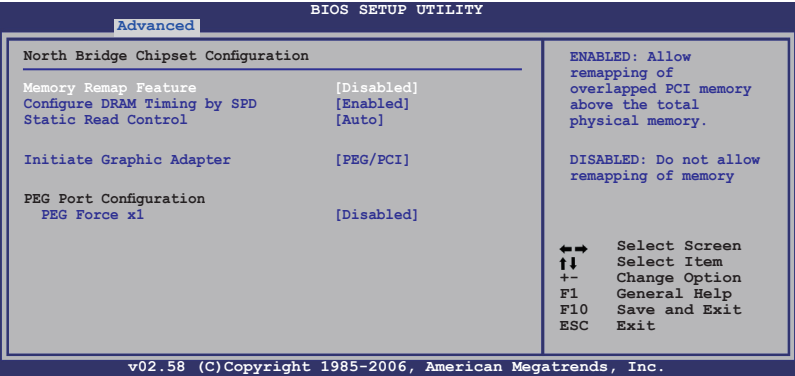 BIOS SETUP UTILITY
Advanced
North Bridge Chipset Configuration
Memory Remap Feature [Disabled]
Configure DRAM Timing by SPD [Enabled]
Static Read Control [Auto]
Initiate Graphic Adapter [PEG/PCI]
PEG Port Configuration
PEG Force x1 [Disabled]
ENABLED: Allow
remapping of
overlapped PCI memory
above the total
physical memory.
DISABLED: Do not allow
remapping of memory
←→ Select Screen
↑↓ Select Item
+- Change Option
F1 General Help
F10 Save and Exit
ESC Exit
v02.58 (C)Copyright 1985-2006, American Megatrends, Inc.